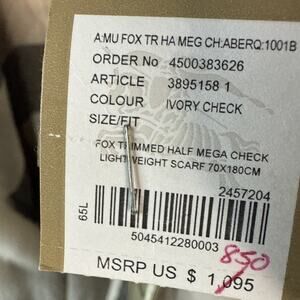 A:MU FOX TR HA MEG CH:ABERQ:1001B
ORDER No 4500383626
ARTICLE 3895158 1
COLOUR IVORY CHECK
SIZE/FIT
FOX TRIMMED HALF MEGA CHECK
LIGHTWEIGHT SCARF 70X180CM
2457204
65L
5045412280003
850
MSRP US $ 1,095